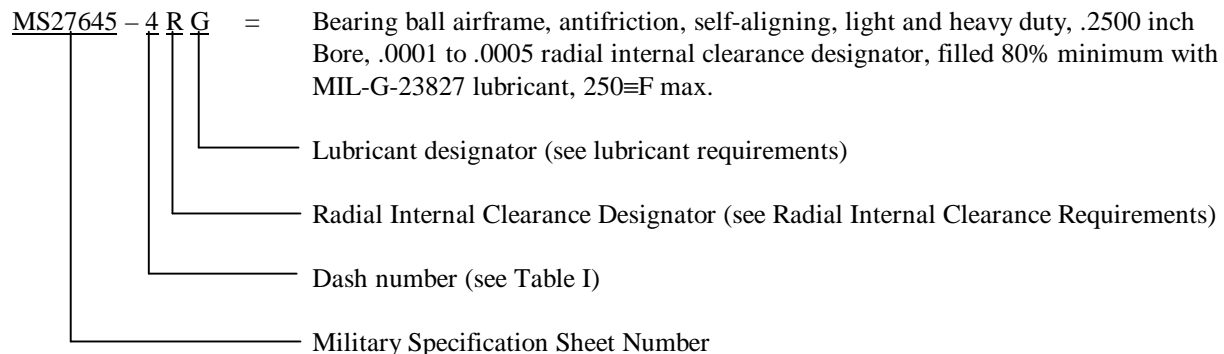 MS27645 – 4 R G = Bearing ball airframe, antifriction, self-aligning, light and heavy duty, .2500 inch
Bore, .0001 to .0005 radial internal clearance designator, filled 80% minimum with
MIL-G-23827 lubricant, 250≡F max.
Lubricant designator (see lubricant requirements)
Radial Internal Clearance Designator (see Radial Internal Clearance Requirements)
Dash number (see Table I)
Military Specification Sheet Number